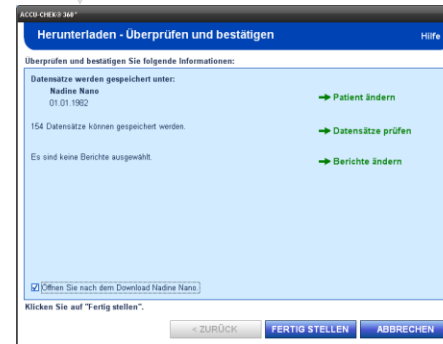 ACCU-CHEK® 360°
Herunterladen - Überprüfen und bestätigen
Hilfe
Überprüfen und bestätigen Sie folgende Informationen:
Datensätze werden gespeichert unter:
Nadine Nano
01.01.1982
Patient ändern
154 Datensätze können gespeichert werden.
Datensätze prüfen
Es sind keine Berichte ausgewählt.
Berichte ändern
Öffnen Sie nach dem Download Nadine Nano.
Klicken Sie auf "Fertig stellen".
< ZURÜCK
FERTIG STELLEN
ABBRECHEN